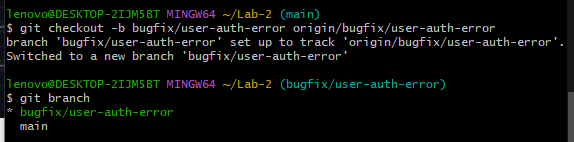 lenovo@DESKTOP-2IJM5BT MINGW64 ~/Lab-2 (main)
$ git checkout -b bugfix/user-auth-error origin/bugfix/user-auth-error
branch 'bugfix/user-auth-error' set up to track 'origin/bugfix/user-auth-error'.
Switched to a new branch 'bugfix/user-auth-error'
lenovo@DESKTOP-2IJM5BT MINGW64 ~/Lab-2 (bugfix/user-auth-error)
$ git branch
* bugfix/user-auth-error
  main